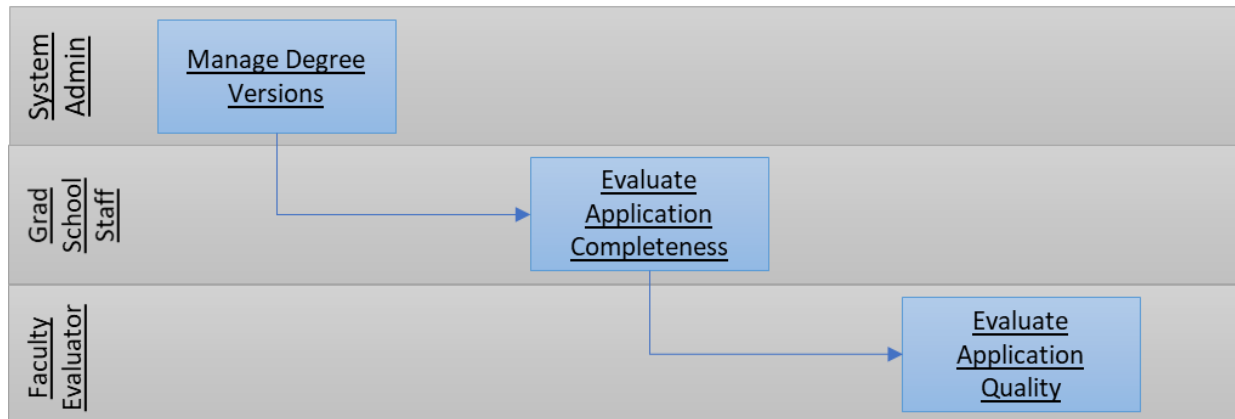 System
Admin
Manage Degree
Versions
Grad
School
Staff
Evaluate
Application
Completeness
Faculty
Evaluator
Evaluate
Application
Quality